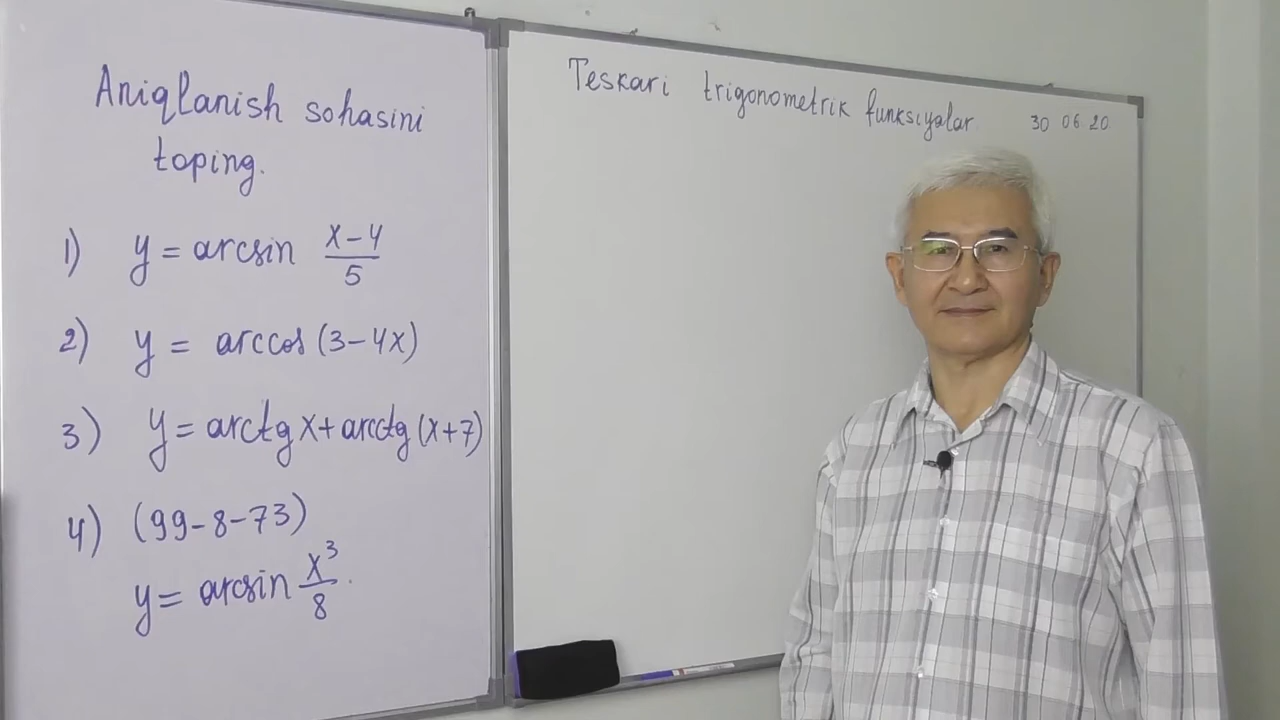 Aniqlanish sohasini
toping.
1) y = arcsin (x-4)/5
2) y = arccos (3-4x)
3) y = arctg x + arcctg (x+7)
4) (99-8-73)
y = arcsin x³/8.
Teskari trigonometrik funksiyalar 30 06 20.